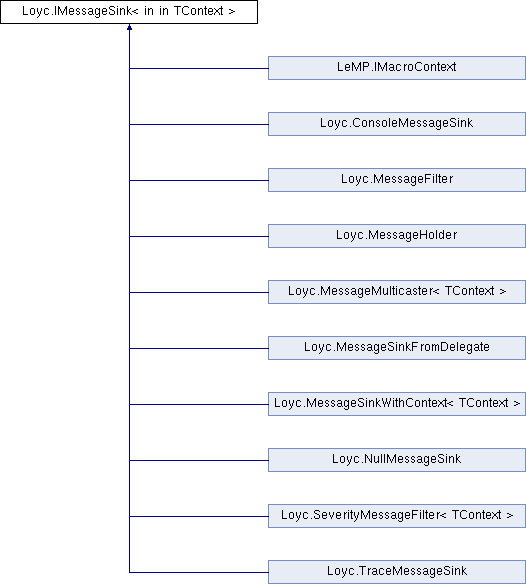 Loyc.IMessageSink< in in TContext >
LeMP.IMacroContext
Loyc.ConsoleMessageSink
Loyc.MessageFilter
Loyc.MessageHolder
Loyc.MessageMulticaster< TContext >
Loyc.MessageSinkFromDelegate
Loyc.MessageSinkWithContext< TContext >
Loyc.NullMessageSink
Loyc.SeverityMessageFilter< TContext >
Loyc.TraceMessageSink